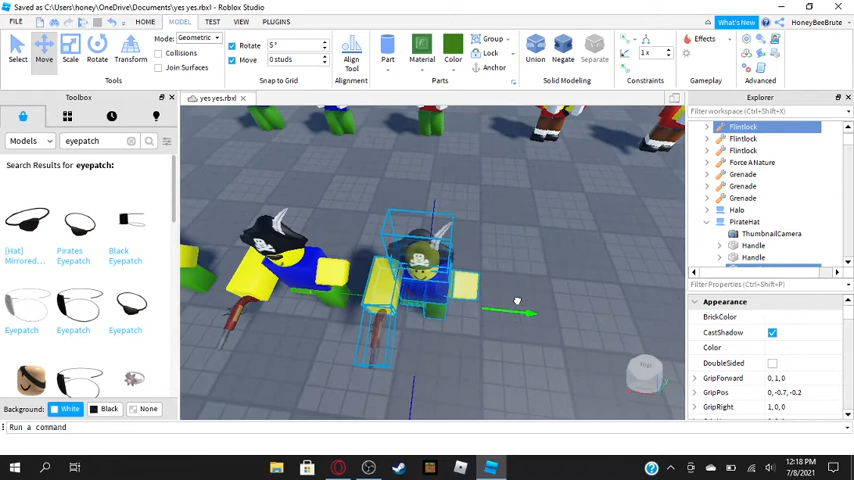 Saved as C:\Users\honey\OneDrive\Documents\yes yes.rbxl - Roblox Studio
FILE HOME MODEL TEST VIEW PLUGINS What's New HoneyBeeBrute
Select Move Scale Rotate Transform
Mode: Geometric
Collisions
Join Surfaces
Tools
Rotate 5 °
Move 0 studs
Snap to Grid
Align Tool
Alignment
Part Material Color
Group
Lock
Anchor
Parts
Union Negate Separate
Solid Modeling
1 x
Constraints
Effects
Gameplay
Advanced
Toolbox
Models eyepatch
Search Results for eyepatch:
[Hat] Mirrored...
Pirates Eyepatch
Black Eyepatch
Eyepatch Eyepatch Eyepatch
Background: White Black None
Run a command
yes yes.rbxl
Explorer
Filter workspace (Ctrl+Shift+X)
Flintlock
Flintlock
Flintlock
Force A Nature
Grenade
Grenade
Grenade
Halo
PirateHat
ThumbnailCamera
Handle
Handle
Filter Properties (Ctrl+Shift+P)
Appearance
BrickColor
CastShadow
Color
DoubleSided
GripForward 0, 1, 0
GripPos 0, -0.7, -0.2
GripRight 1, 0, 0
12:18 PM
7/8/2021